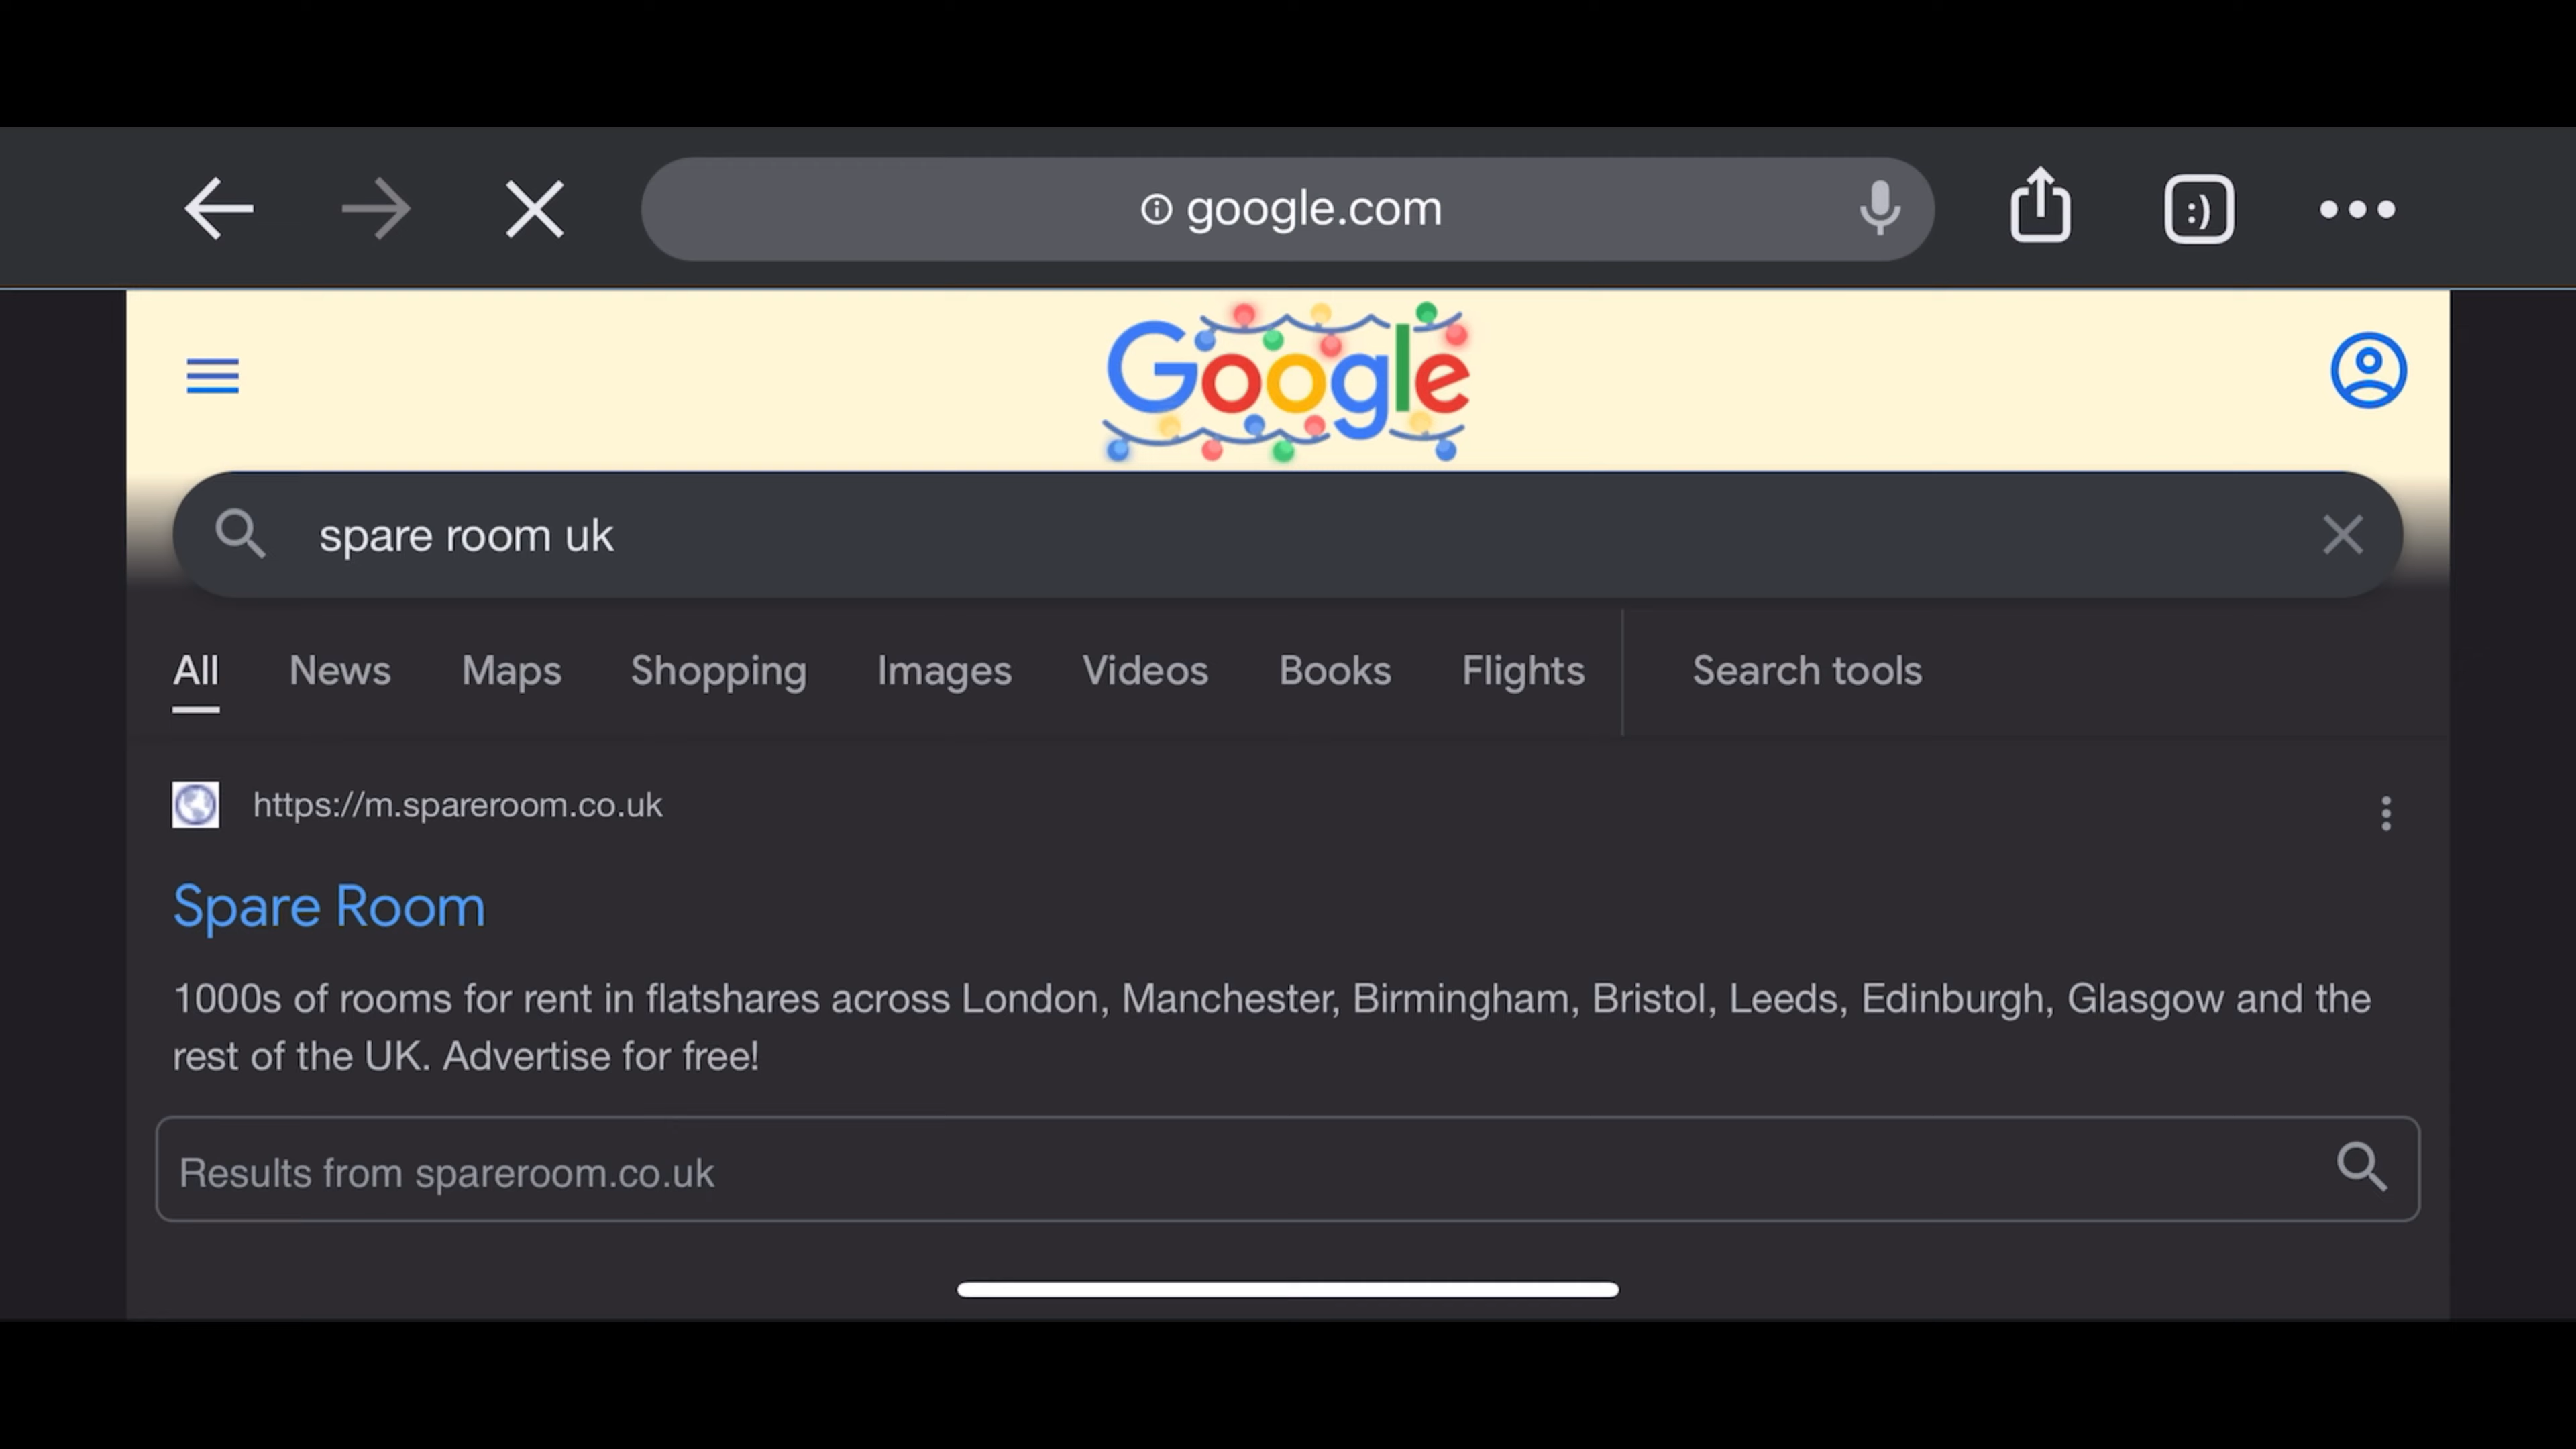 google.com
:)
Google
spare room uk
All News Maps Shopping Images Videos Books Flights Search tools
https://m.spareroom.co.uk
Spare Room
1000s of rooms for rent in flatshares across London, Manchester, Birmingham, Bristol, Leeds, Edinburgh, Glasgow and the
rest of the UK. Advertise for free!
Results from spareroom.co.uk